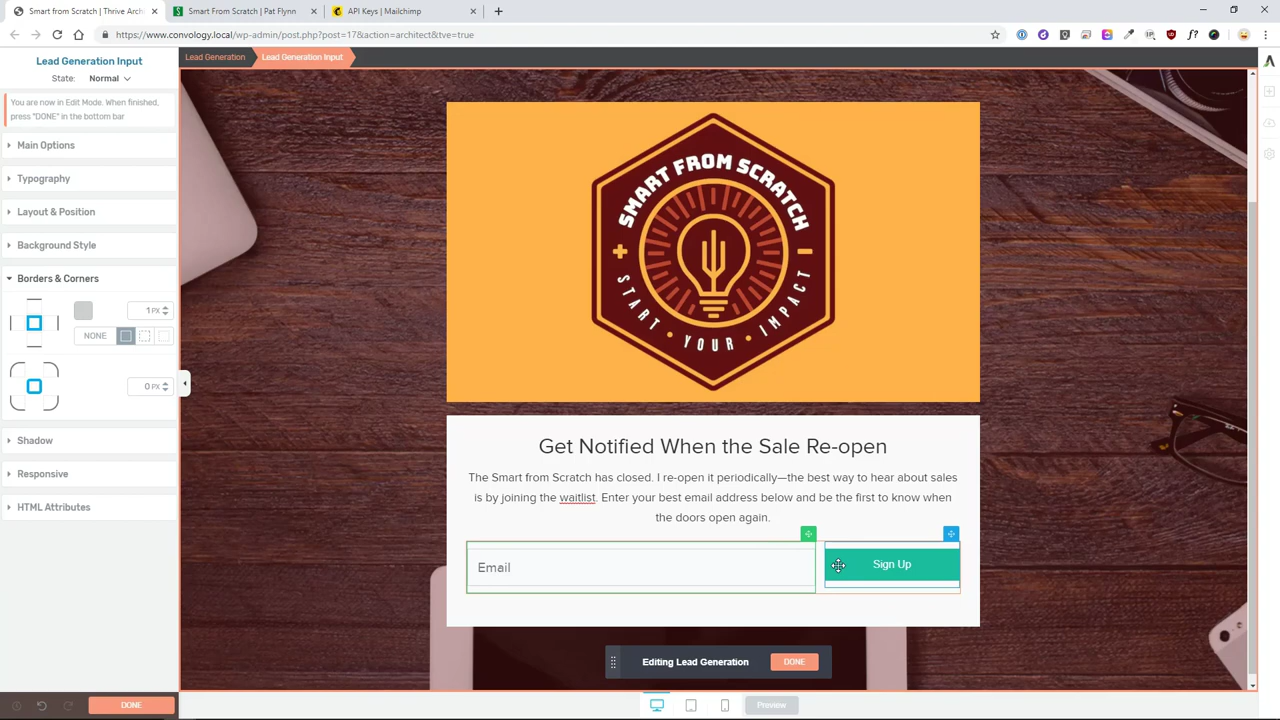 Smart From Scratch | Thrive Arch
Smart From Scratch | Pat Flynn
API Keys | Mailchimp
https://www.convology.local/wp-admin/post.php?post=17&action=architect&tve=true
Lead Generation Input
State: Normal
You are now in Edit Mode. When finished,
press "DONE" in the bottom bar
Main Options
Typography
Layout & Position
Background Style
Borders & Corners
1 PX
NONE
0 PX
Shadow
Responsive
HTML Attributes
DONE
Lead Generation
Lead Generation Input
SMART FROM SCRATCH
START • YOUR • IMPACT
Get Notified When the Sale Re-open
The Smart from Scratch has closed. I re-open it periodically—the best way to hear about sales
is by joining the waitlist. Enter your best email address below and be the first to know when
the doors open again.
Email
Sign Up
Editing Lead Generation
DONE
Preview